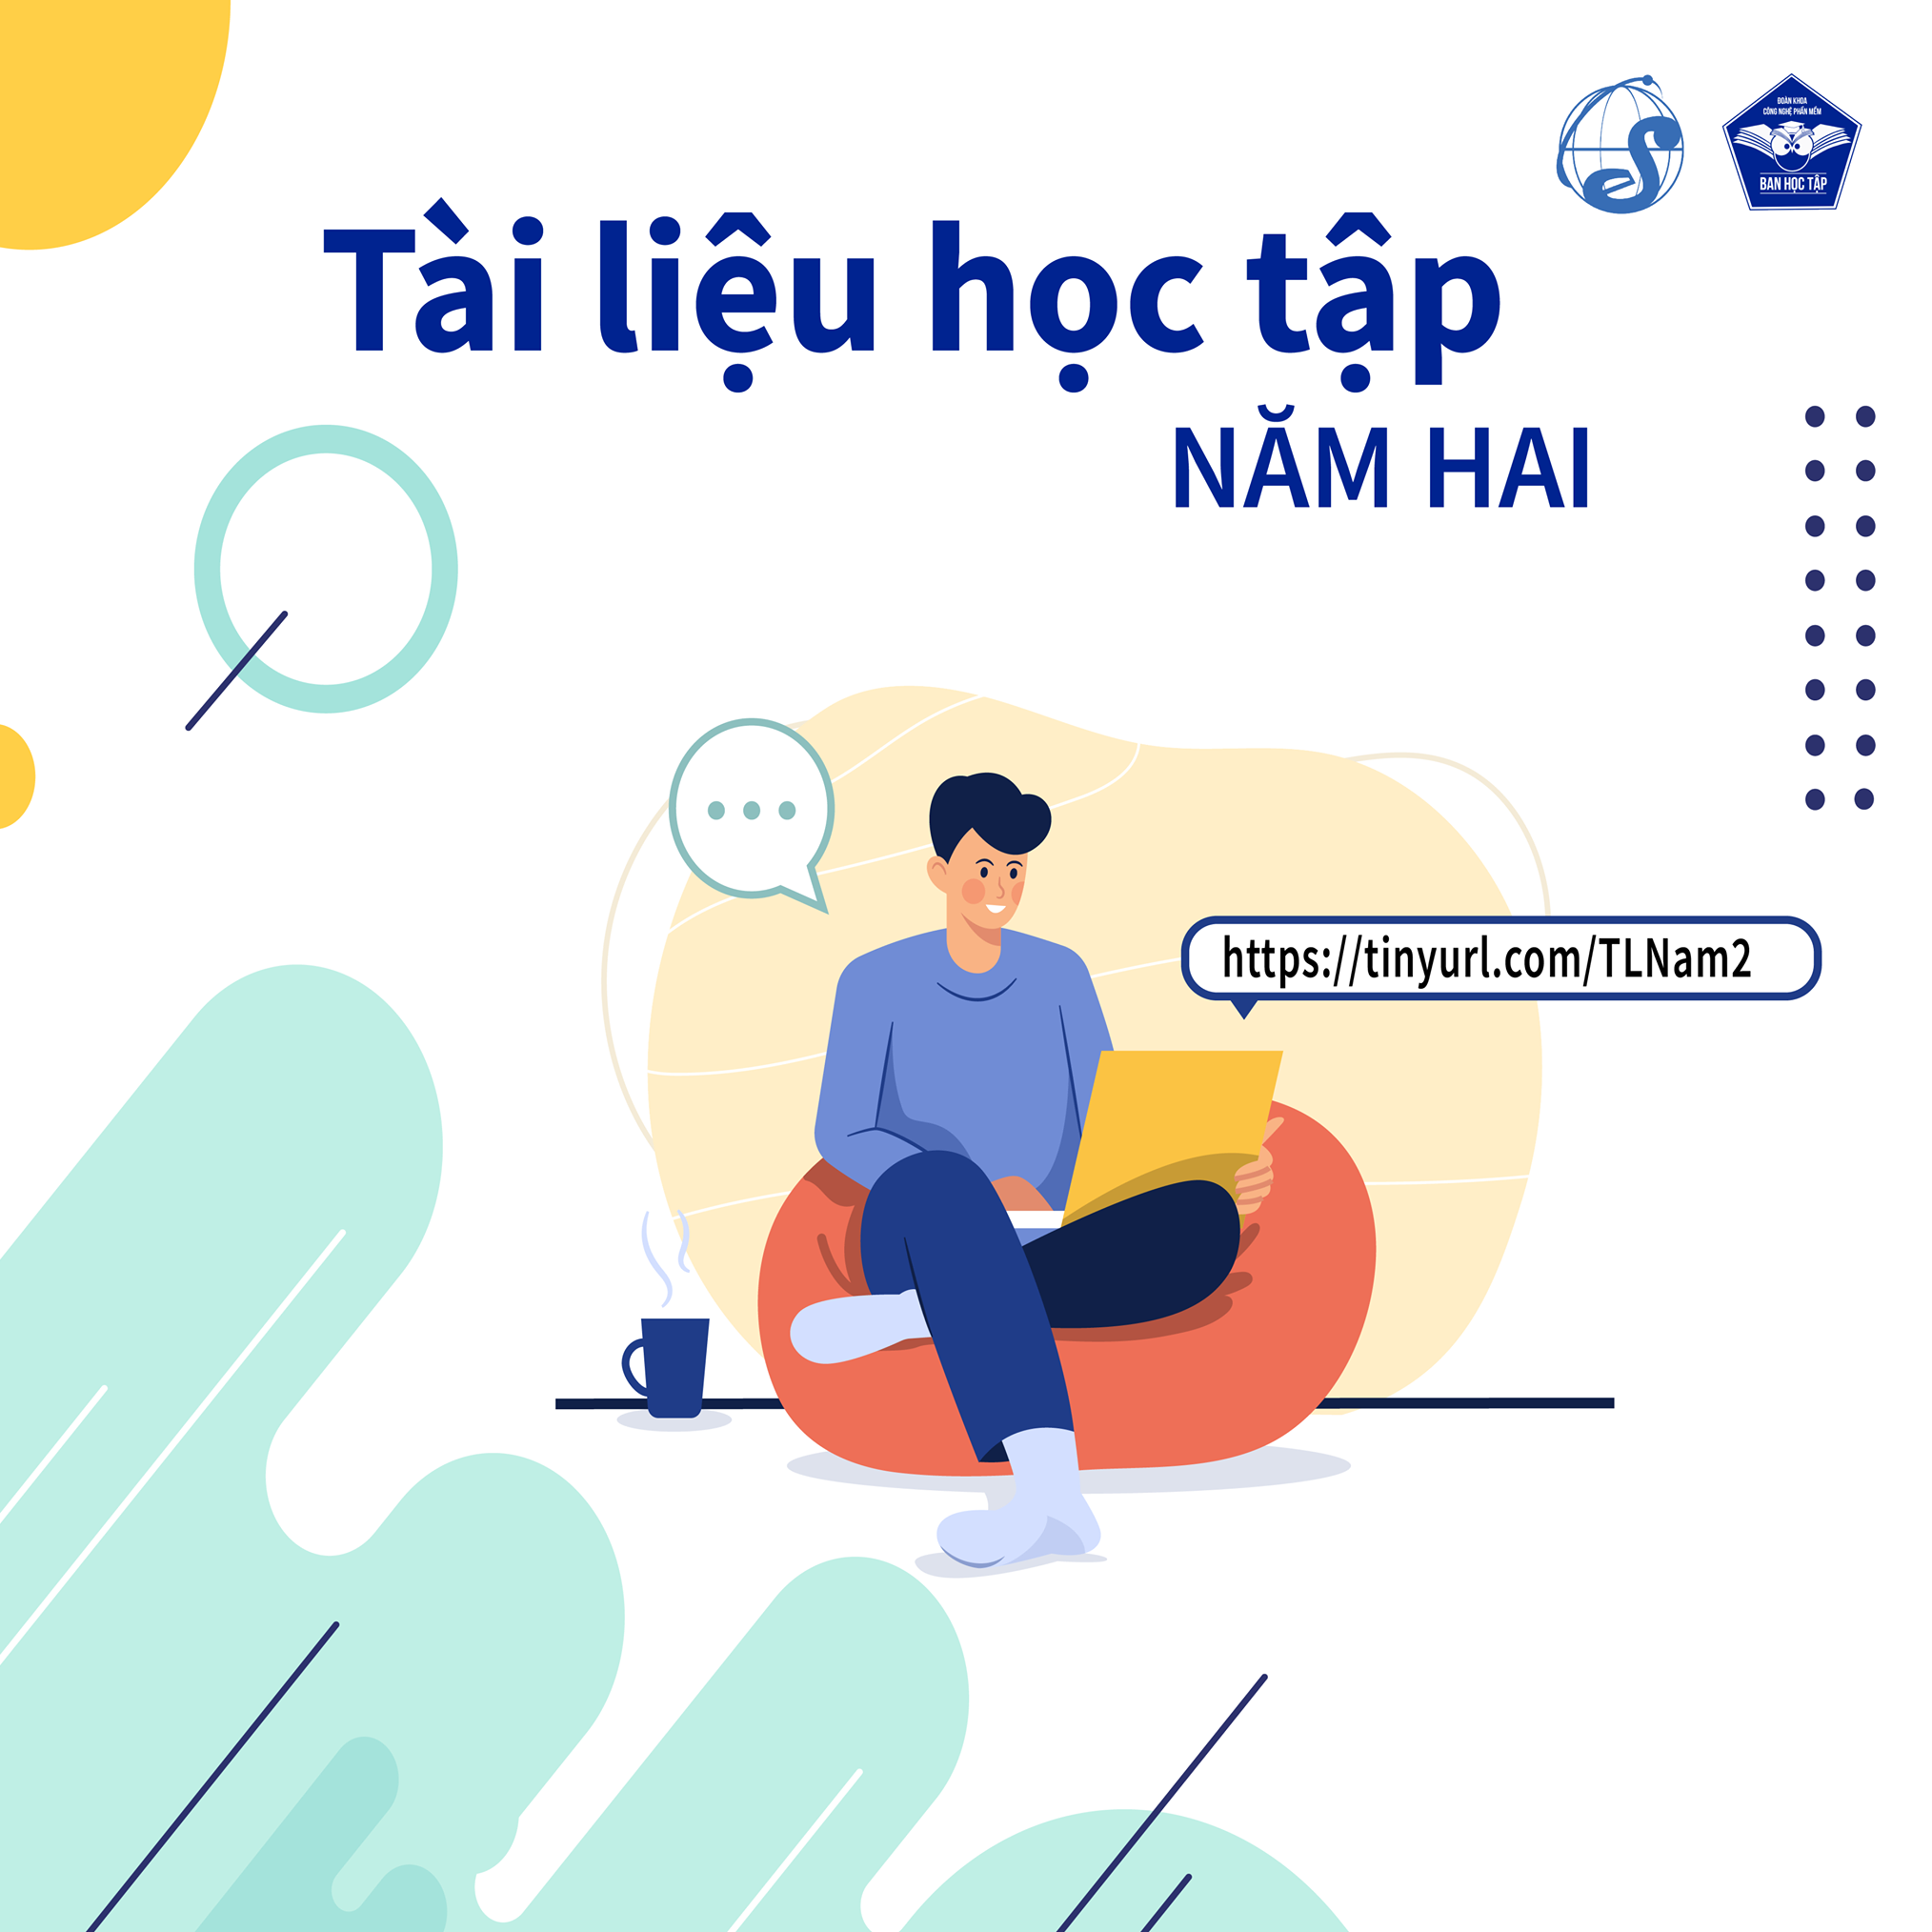 ĐOÀN KHOA
CÔNG NGHỆ PHẦN MỀM
BAN HỌC TẬP
Tài liệu học tập
NĂM HAI
https://tinyurl.com/TLNam2